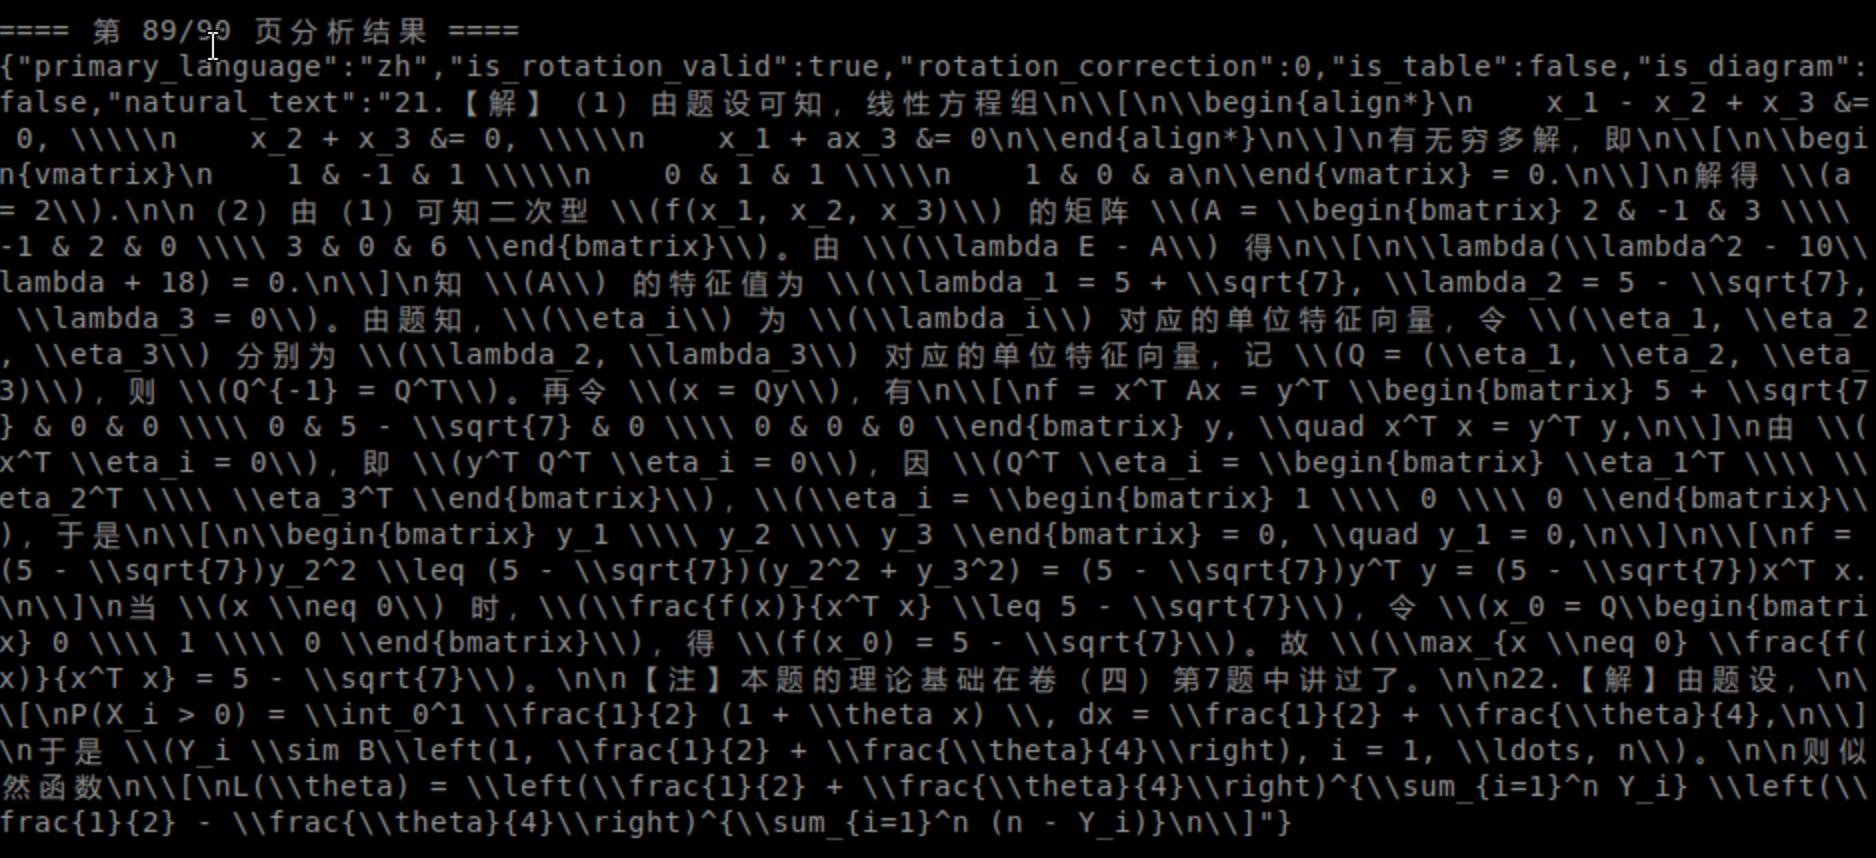 ==== 第 89/90 页分析结果 ====
{"primary_language":"zh","is_rotation_valid":true,"rotation_correction":0,"is_table":false,"is_diagram":
false,"natural_text":"21.【解】（1）由题设可知，线性方程组\n\\[\n\\begin{align*}\n    x_1 - x_2 + x_3 &=
 0, \\\\\n    x_2 + x_3 &= 0, \\\\\n    x_1 + ax_3 &= 0\n\\end{align*}\n\\]\n有无穷多解，即\n\\[\n\\begi
n{vmatrix}\n    1 & -1 & 1 \\\\\n    0 & 1 & 1 \\\\\n    1 & 0 & a\n\\end{vmatrix} = 0.\n\\]\n解得 \\(a
= 2\\).\n\n（2）由（1）可知二次型 \\(f(x_1, x_2, x_3)\\) 的矩阵 \\(A = \\begin{bmatrix} 2 & -1 & 3 \\\\
-1 & 2 & 0 \\\\ 3 & 0 & 6 \\end{bmatrix}\\)。由 \\(\\lambda E - A\\) 得\n\\[\n\\lambda(\\lambda^2 - 10\\
lambda + 18) = 0.\n\\]\n知 \\(A\\) 的特征值为 \\(\\lambda_1 = 5 + \\sqrt{7}, \\lambda_2 = 5 - \\sqrt{7},
 \\lambda_3 = 0\\)。由题知，\\(\\eta_i\\) 为 \\(\\lambda_i\\) 对应的单位特征向量，令 \\(\\eta_1, \\eta_2
, \\eta_3\\) 分别为 \\(\\lambda_2, \\lambda_3\\) 对应的单位特征向量，记 \\(Q = (\\eta_1, \\eta_2, \\eta_
3)\\)，则 \\(Q^{-1} = Q^T\\)。再令 \\(x = Qy\\)，有\n\\[\nf = x^T Ax = y^T \\begin{bmatrix} 5 + \\sqrt{7
} & 0 & 0 \\\\ 0 & 5 - \\sqrt{7} & 0 \\\\ 0 & 0 & 0 \\end{bmatrix} y, \\quad x^T x = y^T y,\n\\]\n由 \\(
x^T \\eta_i = 0\\)，即 \\(y^T Q^T \\eta_i = 0\\)，因 \\(Q^T \\eta_i = \\begin{bmatrix} \\eta_1^T \\\\ \\
eta_2^T \\\\ \\eta_3^T \\end{bmatrix}\\)，\\(\\eta_i = \\begin{bmatrix} 1 \\\\ 0 \\\\ 0 \\end{bmatrix}\\
)，于是\n\\[\n\\begin{bmatrix} y_1 \\\\ y_2 \\\\ y_3 \\end{bmatrix} = 0, \\quad y_1 = 0,\n\\]\n\\[\nf =
(5 - \\sqrt{7})y_2^2 \\leq (5 - \\sqrt{7})(y_2^2 + y_3^2) = (5 - \\sqrt{7})y^T y = (5 - \\sqrt{7})x^T x.
\n\\]\n当 \\(x \\neq 0\\) 时，\\(\\frac{f(x)}{x^T x} \\leq 5 - \\sqrt{7}\\)，令 \\(x_0 = Q\\begin{bmatri
x} 0 \\\\ 1 \\\\ 0 \\end{bmatrix}\\)，得 \\(f(x_0) = 5 - \\sqrt{7}\\)。故 \\(\\max_{x \\neq 0} \\frac{f(
x)}{x^T x} = 5 - \\sqrt{7}\\)。\n\n【注】本题的理论基础在卷（四）第7题中讲过了。\n\n22.【解】由题设，\n\
\[\nP(X_i > 0) = \\int_0^1 \\frac{1}{2} (1 + \\theta x) \\, dx = \\frac{1}{2} + \\frac{\\theta}{4},\n\\]
\n于是 \\(Y_i \\sim B\\left(1, \\frac{1}{2} + \\frac{\\theta}{4}\\right), i = 1, \\ldots, n\\)。\n\n则似
然函数\n\\[\nL(\\theta) = \\left(\\frac{1}{2} + \\frac{\\theta}{4}\\right)^{\\sum_{i=1}^n Y_i} \\left(\\
frac{1}{2} - \\frac{\\theta}{4}\\right)^{\\sum_{i=1}^n (n - Y_i)}\n\\]"}